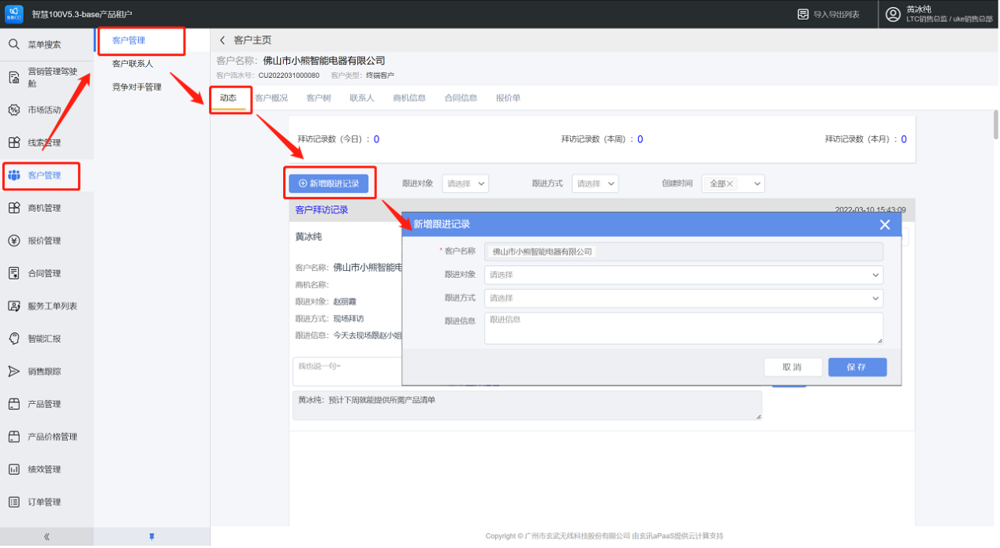 智慧100V5.3-base产品租户
导入导出列表
黄冰纯
LTC销售总监 / uke销售总部
菜单搜索
营销管理驾驶
舱
市场活动
线索管理
客户管理
商机管理
报价管理
合同管理
服务工单列表
智能汇报
销售跟踪
产品管理
产品价格管理
绩效管理
订单管理
客户管理
客户联系人
竞争对手管理
客户主页
客户名称: 佛山市小熊智能电器有限公司
客户流水号: CU2022031000080 客户类型: 终端客户
动态 客户概况 客户树 联系人 商机信息 合同信息 报价单
拜访记录数（今日）: 0 拜访记录数（本周）: 0 拜访记录数（本月）: 0
新增跟进记录 跟进对象 请选择 跟进方式 请选择 创建时间 全部×
客户拜访记录 2022-03-10 15:43:09
黄冰纯
客户名称: 佛山市小熊智能电
商机名称:
跟进对象: 赵丽霞
跟进方式: 现场拜访
跟进信息: 今天去现场跟赵小姐
我也说一句~
黄冰纯: 预计下周就能提供所需产品清单
新增跟进记录
* 客户名称 佛山市小熊智能电器有限公司
跟进对象 请选择
跟进方式 请选择
跟进信息 跟进信息
取消 保存
Copyright © 广州市玄武无线科技股份有限公司 由玄讯aPaaS提供云计算支持